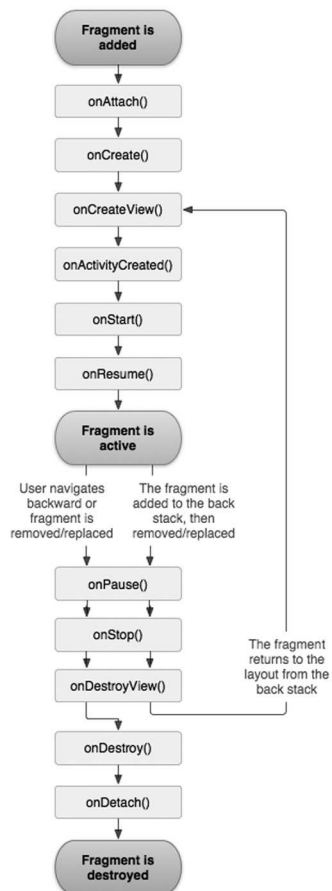 Fragment is
added
onAttach()
onCreate()
onCreateView()
onActivityCreated()
onStart()
onResume()
Fragment is
active
User navigates
backward or
fragment is
removed/replaced
The fragment is
added to the back
stack, then
removed/replaced
onPause()
onStop()
onDestroyView()
The fragment
returns to the
layout from the
back stack
onDestroy()
onDetach()
Fragment is
destroyed